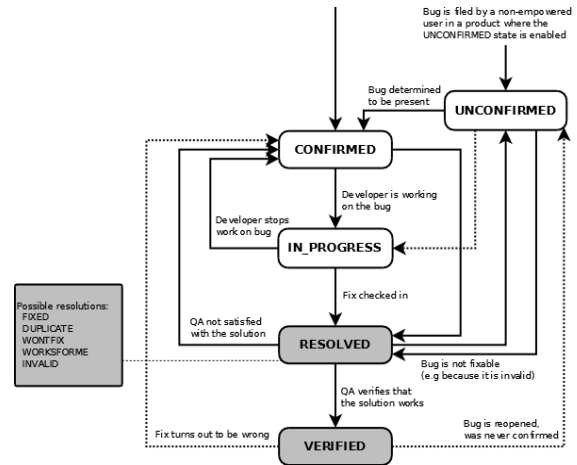 Bug is filed by a non-empowered
user in a product where the
UNCONFIRMED state is enabled
Bug determined
to be present
UNCONFIRMED
CONFIRMED
Developer is working
on the bug
Developer stops
work on bug
IN_PROGRESS
Fix checked in
Possible resolutions:
FIXED
DUPLICATE
WONTFIX
WORKSFORME
INVALID
QA not satisfied
with the solution
RESOLVED
Bug is not fixable
(e.g because it is invalid)
QA verifies that
the solution works
Fix turns out to be wrong
VERIFIED
Bug is reopened,
was never confirmed